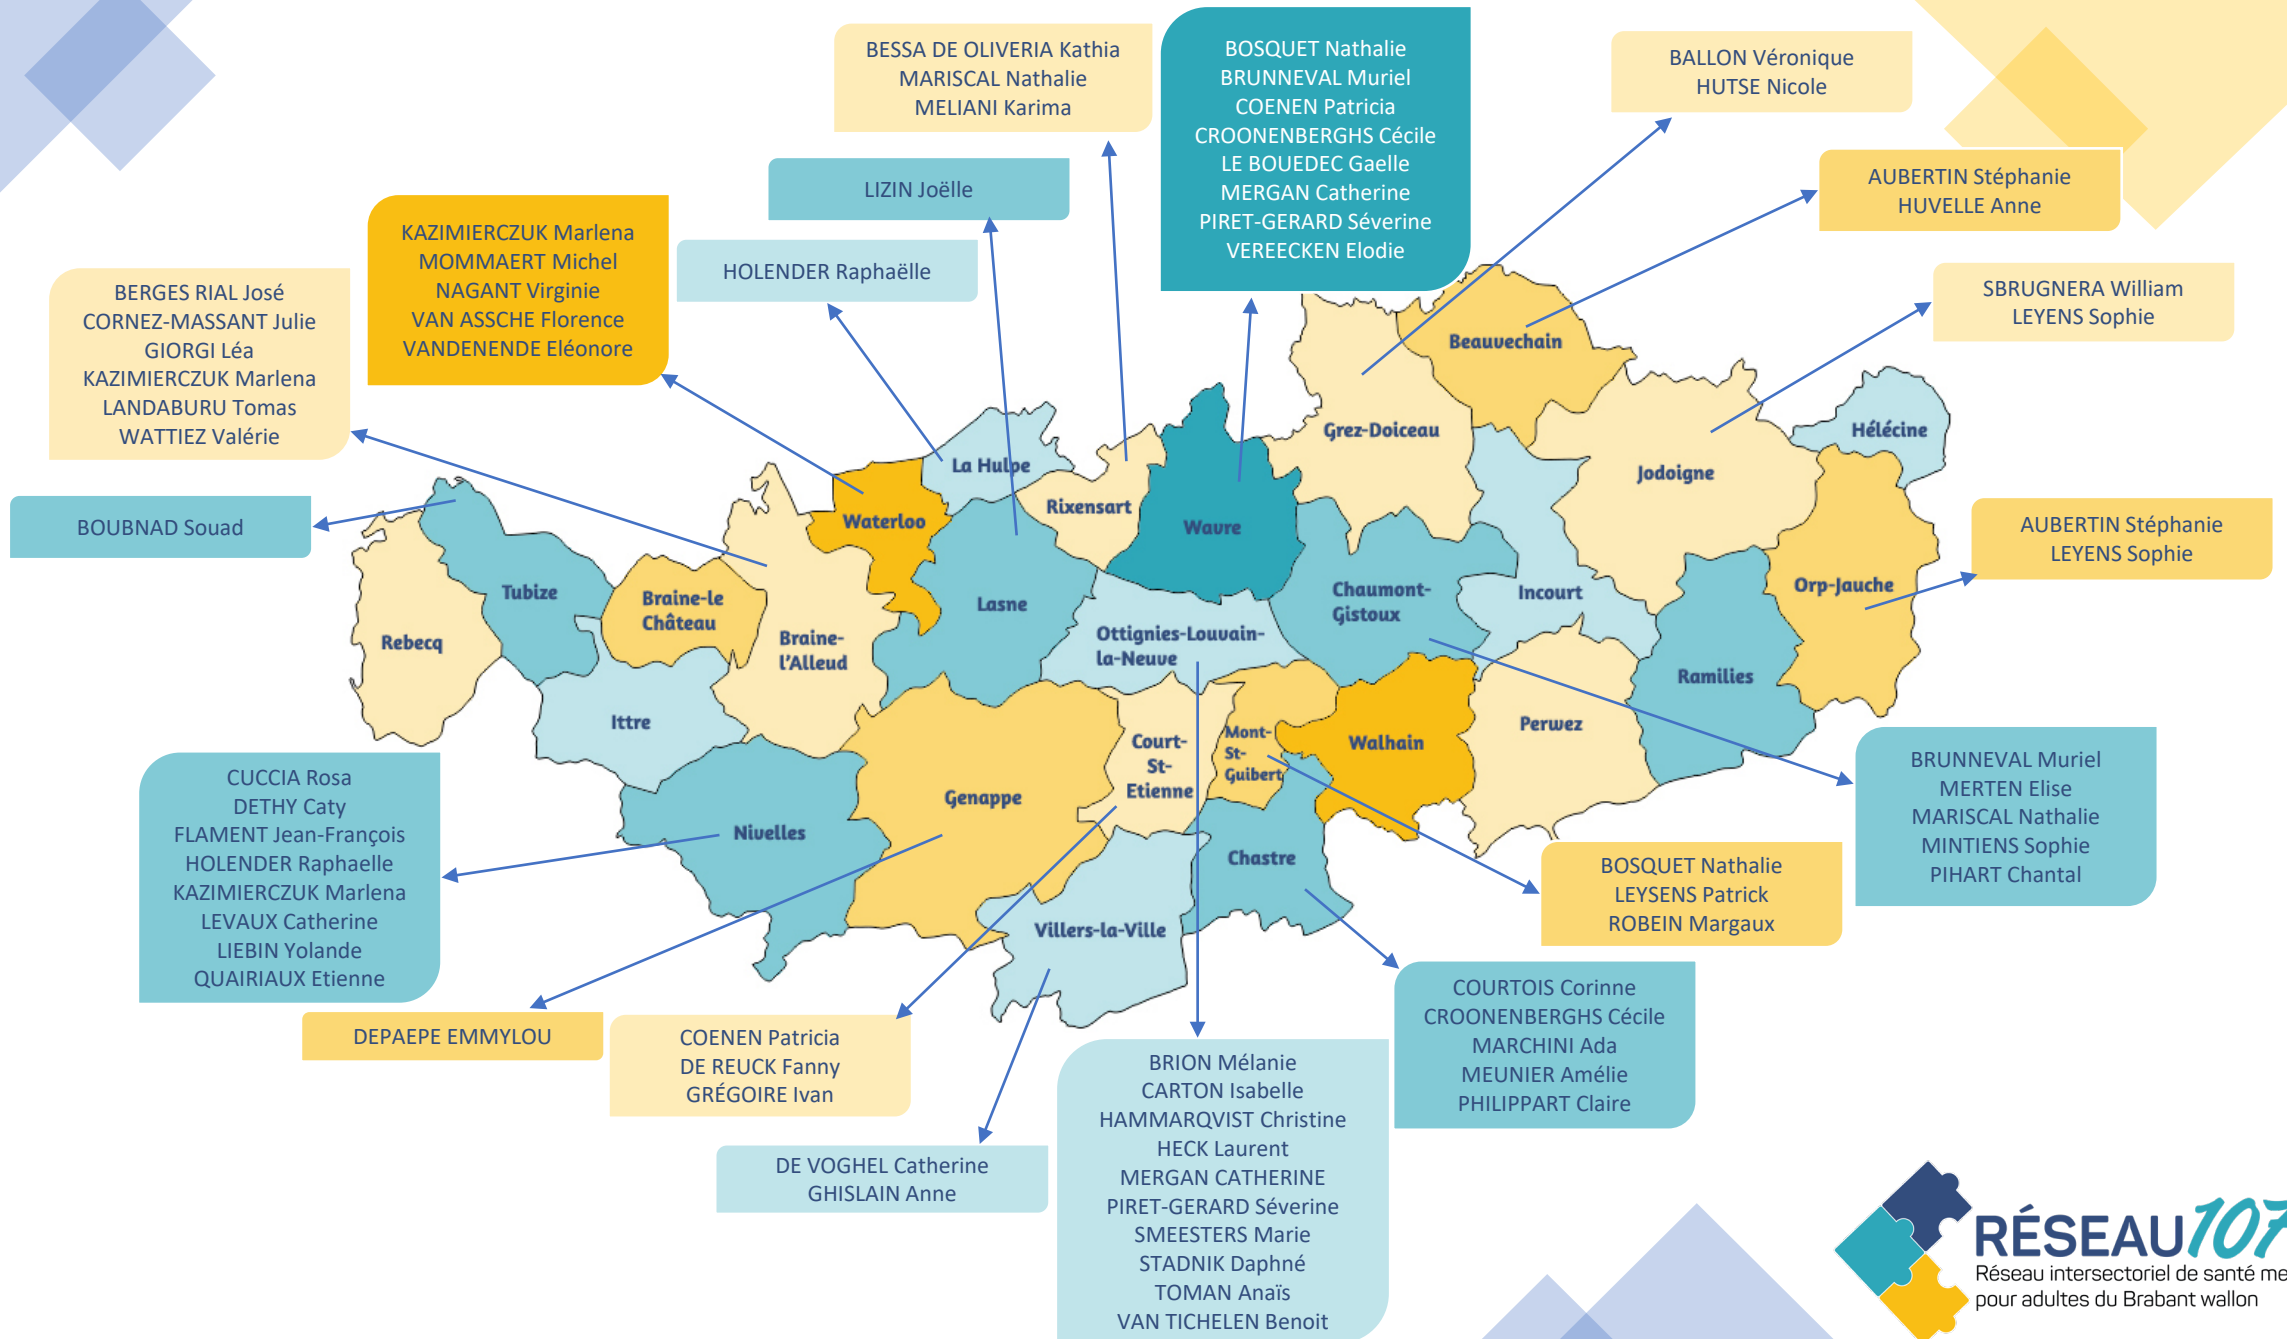 BESSA DE OLIVERIA Kathia
MARISCAL Nathalie
MELIANI Karima
BOSQUET Nathalie
BRUNNEVAL Muriel
COENEN Patricia
CROONENBERGHS Cécile
LE BOUEDEC Gaelle
MERGAN Catherine
PIRET-GERARD Séverine
VEREECKEN Elodie
BALLON Véronique
HUTSE Nicole
AUBERTIN Stéphanie
HUVELLE Anne
LIZIN Joëlle
KAZIMIERCZUK Marlena
MOMMAERT Michel
NAGANT Virginie
VAN ASSCHE Florence
VANDENENDE Eléonore
HOLENDER Raphaëlle
BERGES RIAL José
CORNEZ-MASSANT Julie
GIORGI Léa
KAZIMIERCZUK Marlena
LANDABURU Tomas
WATTIEZ Valérie
SBRUGNERA William
LEYENS Sophie
BOUBNAD Souad
AUBERTIN Stéphanie
LEYENS Sophie
Beauvechain
Grez-Doiceau
Hélécine
Jodoigne
La Hulpe
Rixensart
Waterloo
Wavre
Tubize
Braine-le
Château
Lasne
Chaumont-
Gistoux
Incourt
Orp-Jauche
Rebecq
Braine-
l'Alleud
Ottignies-Louvain-
la-Neuve
Ramilies
Ittre
Court-
St-
Etienne
Mont-
St-
Guibert
Walhain
Perwez
Genappe
Nivelles
Chastre
Villers-la-Ville
CUCCIA Rosa
DETHY Caty
FLAMENT Jean-François
HOLENDER Raphaelle
KAZIMIERCZUK Marlena
LEVAUX Catherine
LIEBIN Yolande
QUAIRIAUX Etienne
BRUNNEVAL Muriel
MERTEN Elise
MARISCAL Nathalie
MINTIENS Sophie
PIHART Chantal
BOSQUET Nathalie
LEYSENS Patrick
ROBEIN Margaux
DEPAEPE EMMYLOU
COENEN Patricia
DE REUCK Fanny
GRÉGOIRE Ivan
COURTOIS Corinne
CROONENBERGHS Cécile
MARCHINI Ada
MEUNIER Amélie
PHILIPPART Claire
DE VOGHEL Catherine
GHISLAIN Anne
BRION Mélanie
CARTON Isabelle
HAMMARQVIST Christine
HECK Laurent
MERGAN CATHERINE
PIRET-GERARD Séverine
SMEESTERS Marie
STADNIK Daphné
TOMAN Anaïs
VAN TICHELEN Benoit
RÉSEAU 107
Réseau intersectoriel de santé me
pour adultes du Brabant wallon